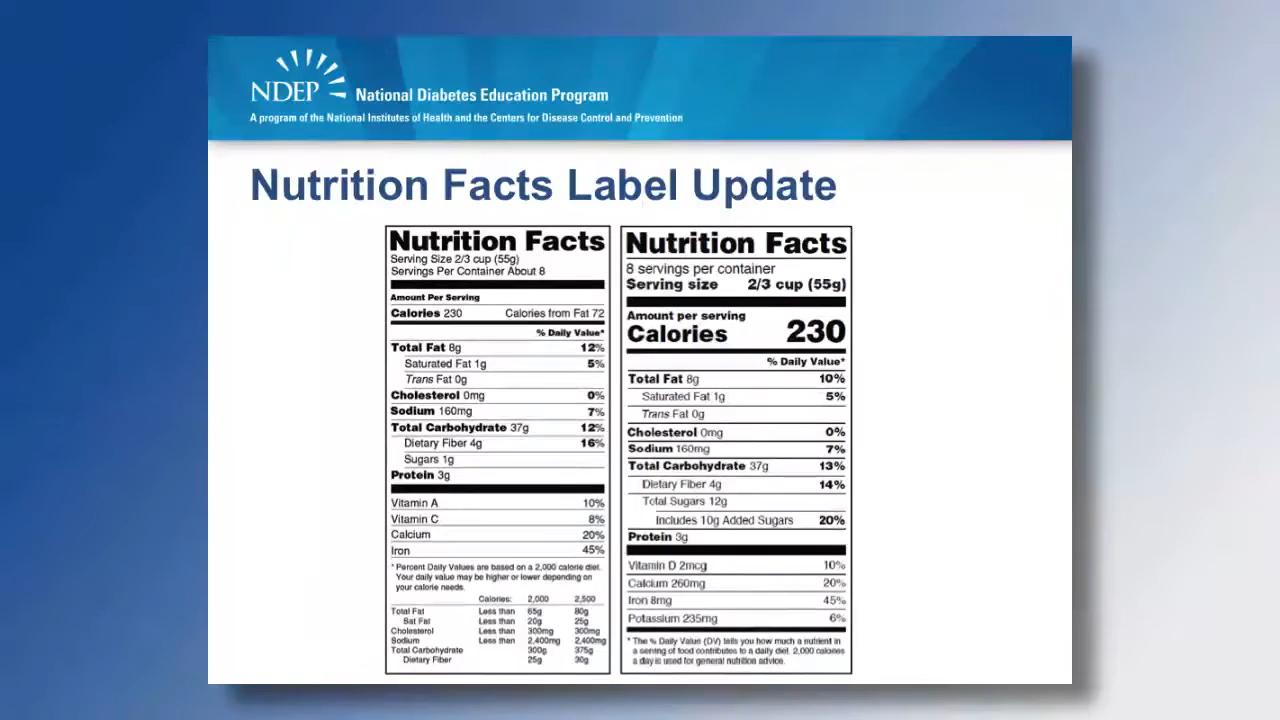 NDEP National Diabetes Education Program
A program of the National Institutes of Health and the Centers for Disease Control and Prevention
Nutrition Facts Label Update
Nutrition Facts
Serving Size 2/3 cup (55g)
Servings Per Container About 8
Amount Per Serving
Calories 230 Calories from Fat 72
% Daily Value*
Total Fat 8g 12%
Saturated Fat 1g 5%
Trans Fat 0g
Cholesterol 0mg 0%
Sodium 160mg 7%
Total Carbohydrate 37g 12%
Dietary Fiber 4g 16%
Sugars 1g
Protein 3g
Vitamin A 10%
Vitamin C 8%
Calcium 20%
Iron 45%
* Percent Daily Values are based on a 2,000 calorie diet.
Your daily value may be higher or lower depending on
your calorie needs.
Calories: 2,000 2,500
Total Fat Less than 65g 80g
Sat Fat Less than 20g 25g
Cholesterol Less than 300mg 300mg
Sodium Less than 2,400mg 2,400mg
Total Carbohydrate 300g 375g
Dietary Fiber 25g 30g
Nutrition Facts
8 servings per container
Serving size 2/3 cup (55g)
Amount per serving
Calories 230
% Daily Value*
Total Fat 8g 10%
Saturated Fat 1g 5%
Trans Fat 0g
Cholesterol 0mg 0%
Sodium 160mg 7%
Total Carbohydrate 37g 13%
Dietary Fiber 4g 14%
Total Sugars 12g
Includes 10g Added Sugars 20%
Protein 3g
Vitamin D 2mcg 10%
Calcium 260mg 20%
Iron 8mg 45%
Potassium 235mg 6%
* The % Daily Value (DV) tells you how much a nutrient in
a serving of food contributes to a daily diet. 2,000 calories
a day is used for general nutrition advice.